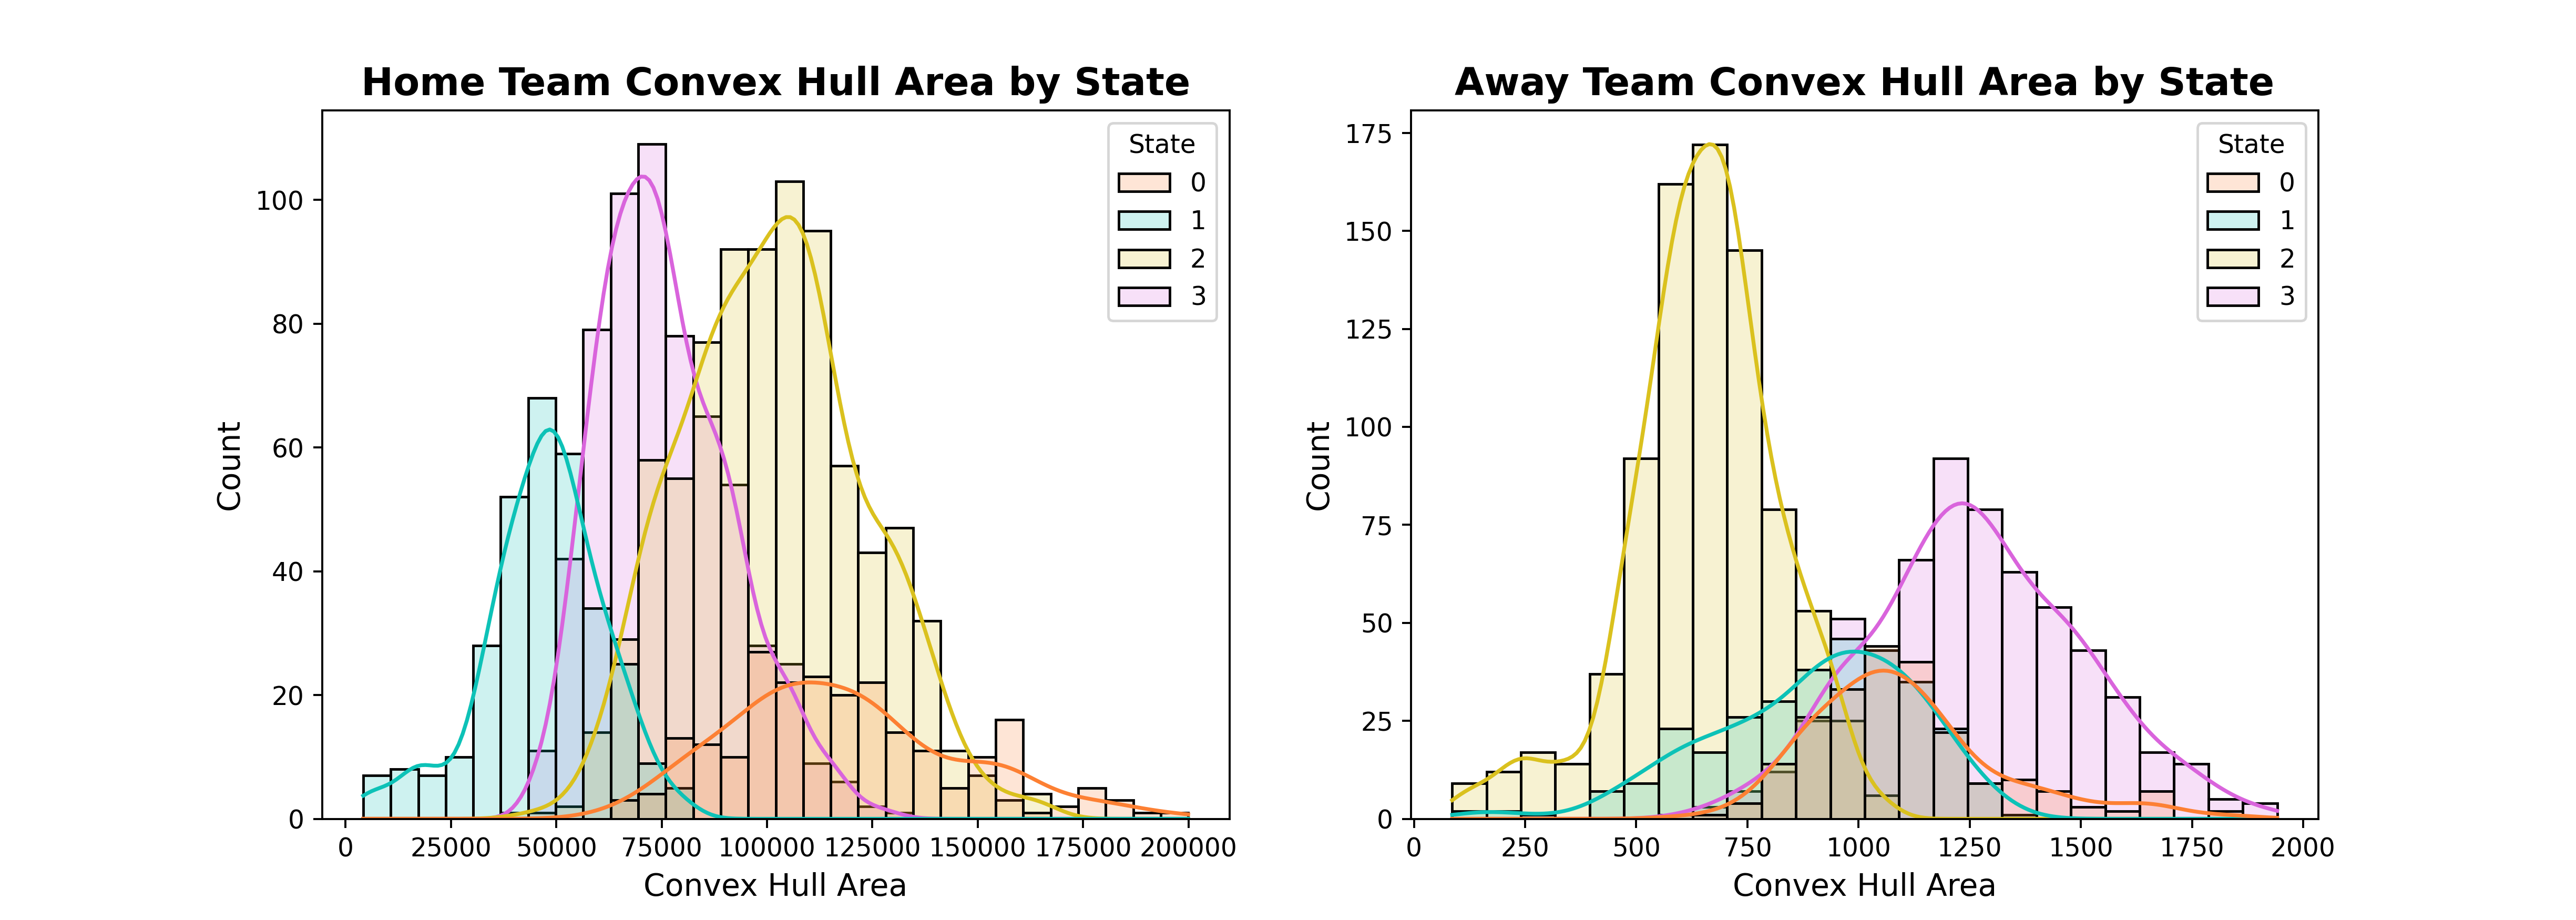 Home Team Convex Hull Area by State
Count
100
80
60
40
20
0
0 25000 50000 75000 100000 125000 150000 175000 200000
Convex Hull Area
State
0
1
2
3
Away Team Convex Hull Area by State
Count
175
150
125
100
75
50
25
0
0 250 500 750 1000 1250 1500 1750 2000
Convex Hull Area
State
0
1
2
3